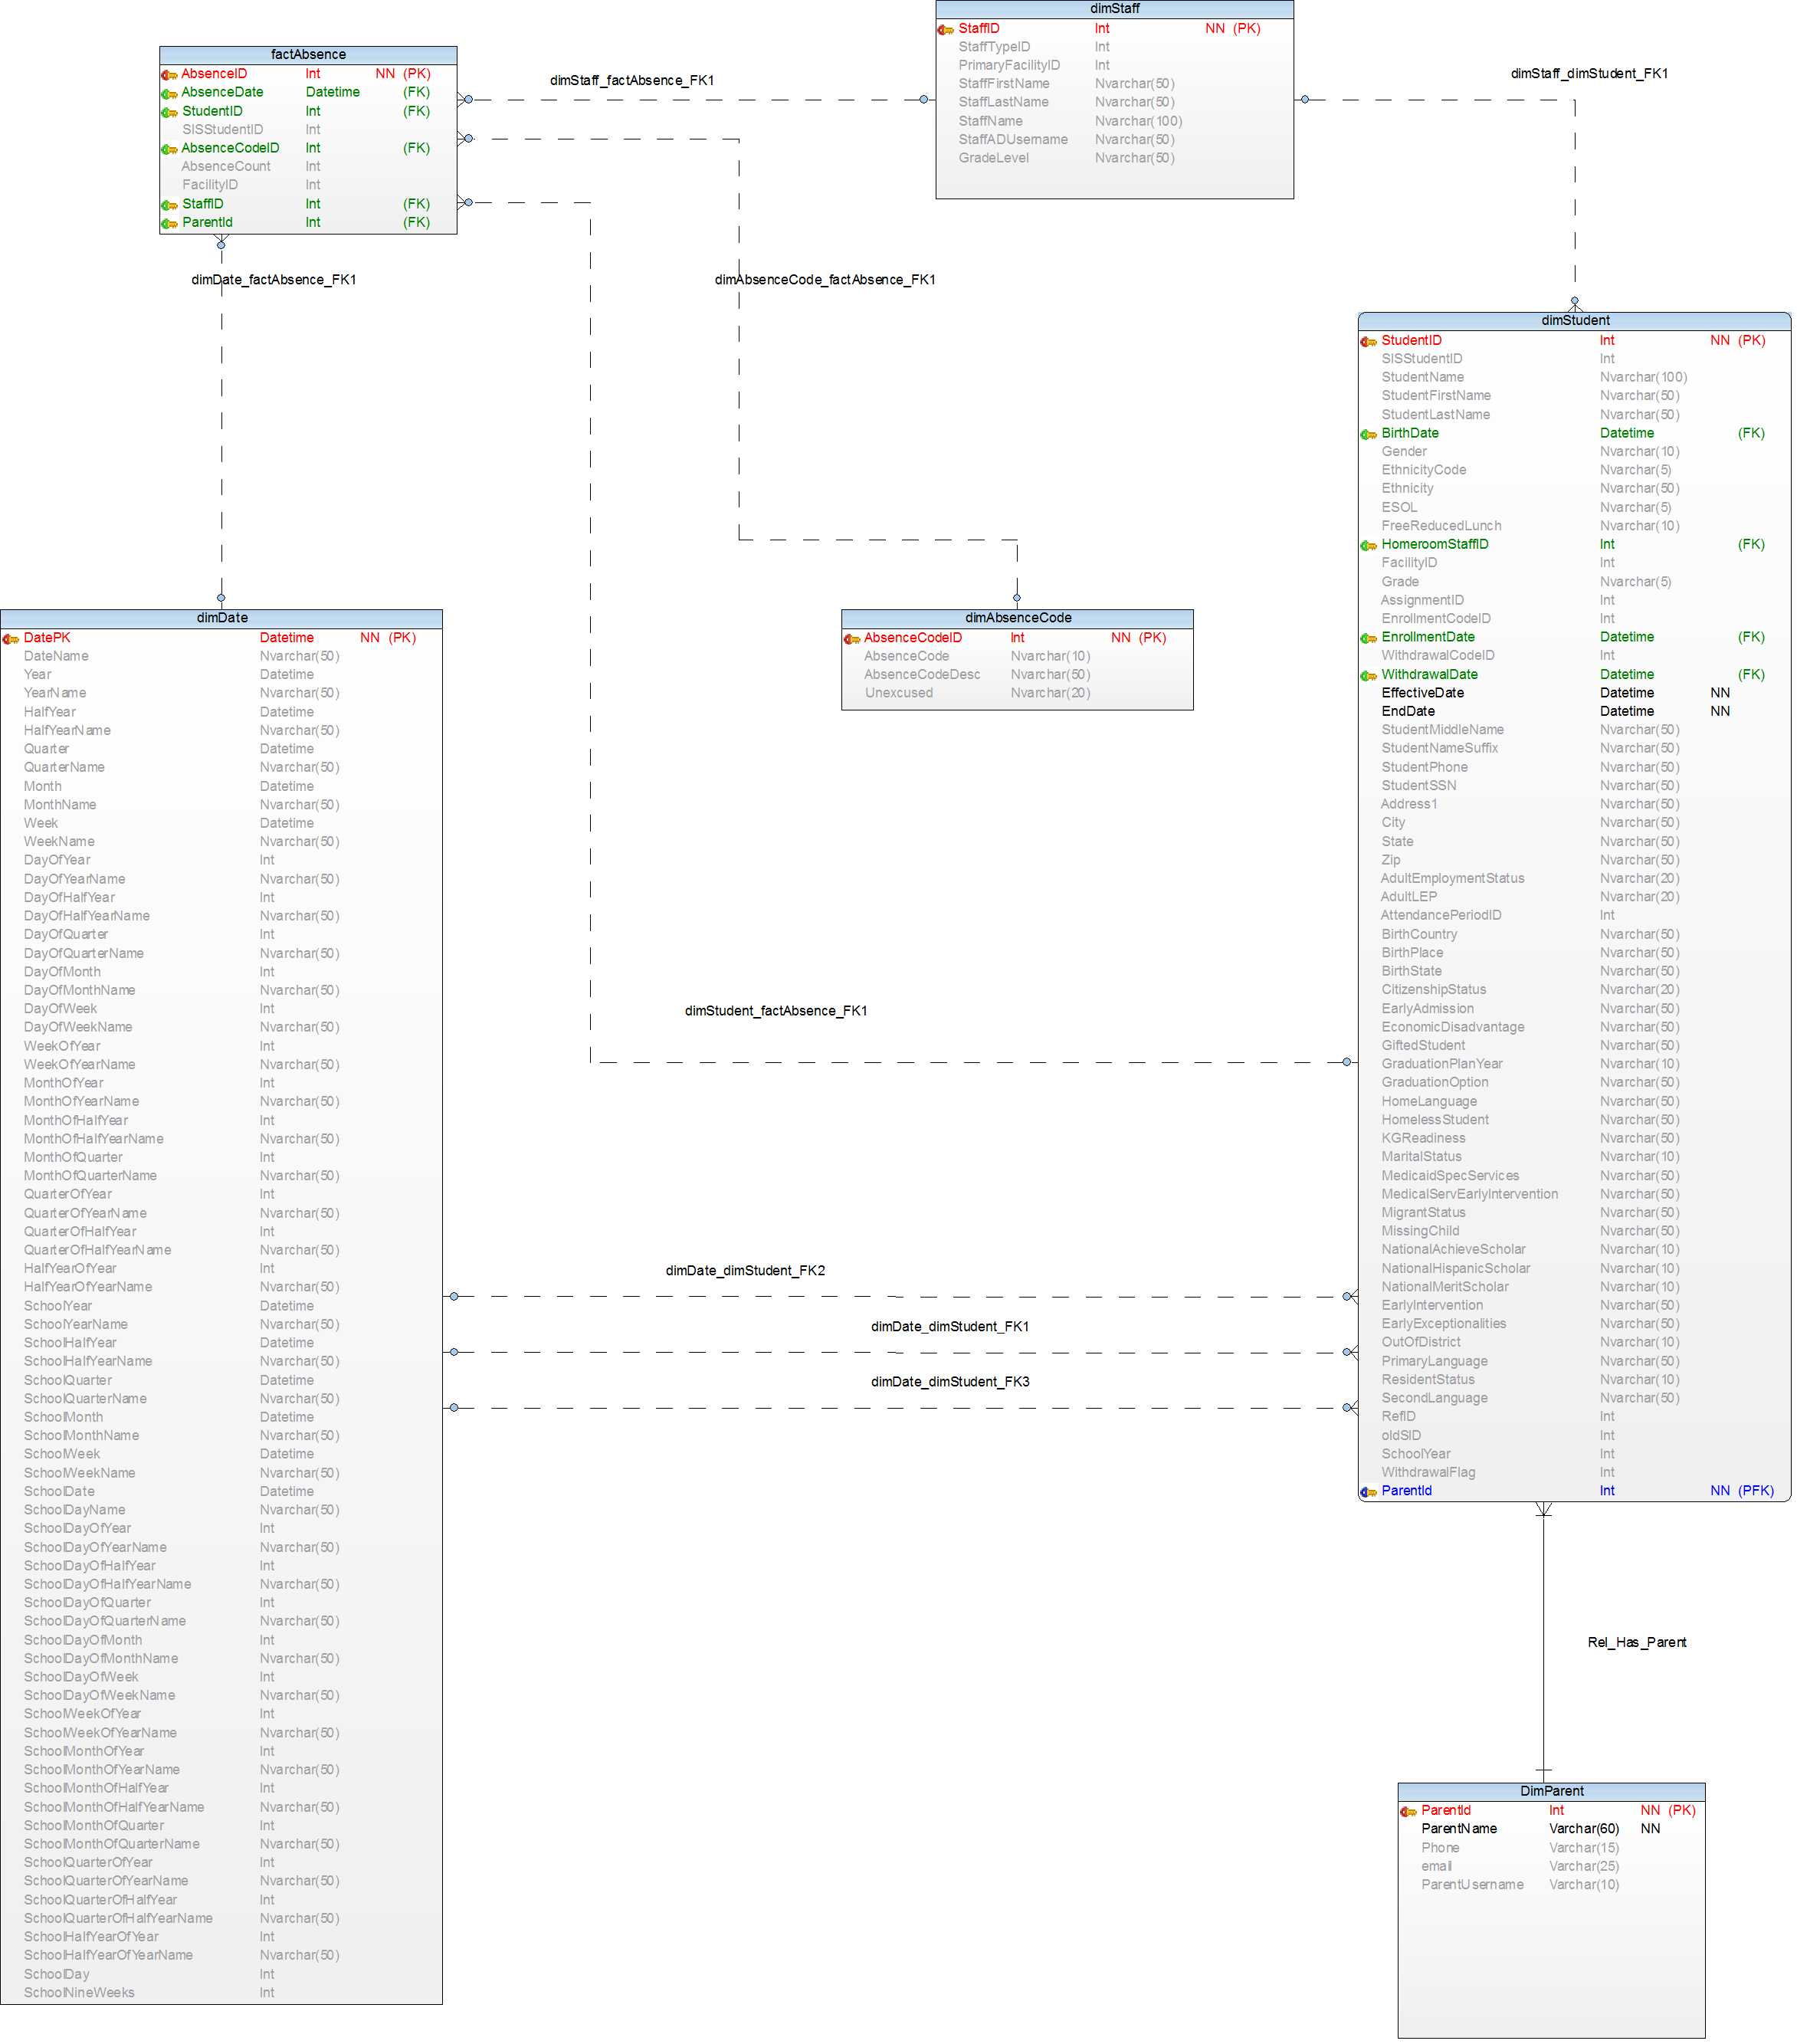 dimStaff
StaffID Int NN (PK)
StaffTypeID Int
PrimaryFacilityID Int
StaffFirstName Nvarchar(50)
StaffLastName Nvarchar(50)
StaffName Nvarchar(100)
StaffADUsername Nvarchar(50)
GradeLevel Nvarchar(50)
factAbsence
AbsenceID Int NN (PK)
AbsenceDate Datetime (FK)
StudentID Int (FK)
SISStudentID Int
AbsenceCodeID Int (FK)
AbsenceCount Int
FacilityID Int
StaffID Int (FK)
ParentId Int (FK)
dimStaff_factAbsence_FK1
dimStaff_dimStudent_FK1
dimDate_factAbsence_FK1
dimAbsenceCode_factAbsence_FK1
dimStudent
StudentID Int NN (PK)
SISStudentID Int
StudentName Nvarchar(100)
StudentFirstName Nvarchar(50)
StudentLastName Nvarchar(50)
BirthDate Datetime (FK)
Gender Nvarchar(10)
EthnicityCode Nvarchar(5)
Ethnicity Nvarchar(50)
ESOL Nvarchar(5)
FreeReducedLunch Nvarchar(10)
HomeroomStaffID Int (FK)
FacilityID Int
Grade Nvarchar(5)
AssignmentID Int
EnrollmentCodeID Int
EnrollmentDate Datetime (FK)
WithdrawalCodeID Int
WithdrawalDate Datetime (FK)
EffectiveDate Datetime NN
EndDate Datetime NN
StudentMiddleName Nvarchar(50)
StudentNameSuffix Nvarchar(50)
StudentPhone Nvarchar(50)
StudentSSN Nvarchar(50)
Address1 Nvarchar(50)
City Nvarchar(50)
State Nvarchar(50)
Zip Nvarchar(50)
AdultEmploymentStatus Nvarchar(20)
AdultLEP Nvarchar(20)
AttendancePeriodID Int
BirthCountry Nvarchar(50)
BirthPlace Nvarchar(50)
BirthState Nvarchar(50)
CitizenshipStatus Nvarchar(20)
EarlyAdmission Nvarchar(50)
EconomicDisadvantage Nvarchar(50)
GiftedStudent Nvarchar(50)
GraduationPlanYear Nvarchar(10)
GraduationOption Nvarchar(50)
HomeLanguage Nvarchar(50)
HomelessStudent Nvarchar(50)
KGReadiness Nvarchar(50)
MaritalStatus Nvarchar(10)
MedicaidSpecServices Nvarchar(50)
MedicalServEarlyIntervention Nvarchar(50)
MigrantStatus Nvarchar(50)
MissingChild Nvarchar(50)
NationalAchieveScholar Nvarchar(10)
NationalHispanicScholar Nvarchar(10)
NationalMeritScholar Nvarchar(10)
EarlyIntervention Nvarchar(50)
EarlyExceptionalities Nvarchar(50)
OutOfDistrict Nvarchar(10)
PrimaryLanguage Nvarchar(50)
ResidentStatus Nvarchar(10)
SecondLanguage Nvarchar(50)
RefID Int
oldSID Int
SchoolYear Int
WithdrawalFlag Int
ParentId Int NN (PFK)
dimDate
DatePK Datetime NN (PK)
DateName Nvarchar(50)
Year Datetime
YearName Nvarchar(50)
HalfYear Datetime
HalfYearName Nvarchar(50)
Quarter Datetime
QuarterName Nvarchar(50)
Month Datetime
MonthName Nvarchar(50)
Week Datetime
WeekName Nvarchar(50)
DayOfYear Int
DayOfYearName Nvarchar(50)
DayOfHalfYear Int
DayOfHalfYearName Nvarchar(50)
DayOfQuarter Int
DayOfQuarterName Nvarchar(50)
DayOfMonth Int
DayOfMonthName Nvarchar(50)
DayOfWeek Int
DayOfWeekName Nvarchar(50)
WeekOfYear Int
WeekOfYearName Nvarchar(50)
MonthOfYear Int
MonthOfYearName Nvarchar(50)
MonthOfHalfYear Int
MonthOfHalfYearName Nvarchar(50)
MonthOfQuarter Int
MonthOfQuarterName Nvarchar(50)
QuarterOfYear Int
QuarterOfYearName Nvarchar(50)
QuarterOfHalfYear Int
QuarterOfHalfYearName Nvarchar(50)
HalfYearOfYear Int
HalfYearOfYearName Nvarchar(50)
SchoolYear Datetime
SchoolYearName Nvarchar(50)
SchoolHalfYear Datetime
SchoolHalfYearName Nvarchar(50)
SchoolQuarter Datetime
SchoolQuarterName Nvarchar(50)
SchoolMonth Datetime
SchoolMonthName Nvarchar(50)
SchoolWeek Datetime
SchoolWeekName Nvarchar(50)
SchoolDate Datetime
SchoolDayName Nvarchar(50)
SchoolDayOfYear Int
SchoolDayOfYearName Nvarchar(50)
SchoolDayOfHalfYear Int
SchoolDayOfHalfYearName Nvarchar(50)
SchoolDayOfQuarter Int
SchoolDayOfQuarterName Nvarchar(50)
SchoolDayOfMonth Int
SchoolDayOfMonthName Nvarchar(50)
SchoolDayOfWeek Int
SchoolDayOfWeekName Nvarchar(50)
SchoolWeekOfYear Int
SchoolWeekOfYearName Nvarchar(50)
SchoolMonthOfYear Int
SchoolMonthOfYearName Nvarchar(50)
SchoolMonthOfHalfYear Int
SchoolMonthOfHalfYearName Nvarchar(50)
SchoolMonthOfQuarter Int
SchoolMonthOfQuarterName Nvarchar(50)
SchoolQuarterOfYear Int
SchoolQuarterOfYearName Nvarchar(50)
SchoolQuarterOfHalfYear Int
SchoolQuarterOfHalfYearName Nvarchar(50)
SchoolHalfYearOfYear Int
SchoolHalfYearOfYearName Nvarchar(50)
SchoolDay Int
SchoolNineWeeks Int
dimAbsenceCode
AbsenceCodeID Int NN (PK)
AbsenceCode Nvarchar(10)
AbsenceCodeDesc Nvarchar(50)
Unexcused Nvarchar(20)
dimStudent_factAbsence_FK1
dimDate_dimStudent_FK2
dimDate_dimStudent_FK1
dimDate_dimStudent_FK3
Rel_Has_Parent
DimParent
ParentId Int NN (PK)
ParentName Varchar(60) NN
Phone Varchar(15)
email Varchar(25)
ParentUsername Varchar(10)